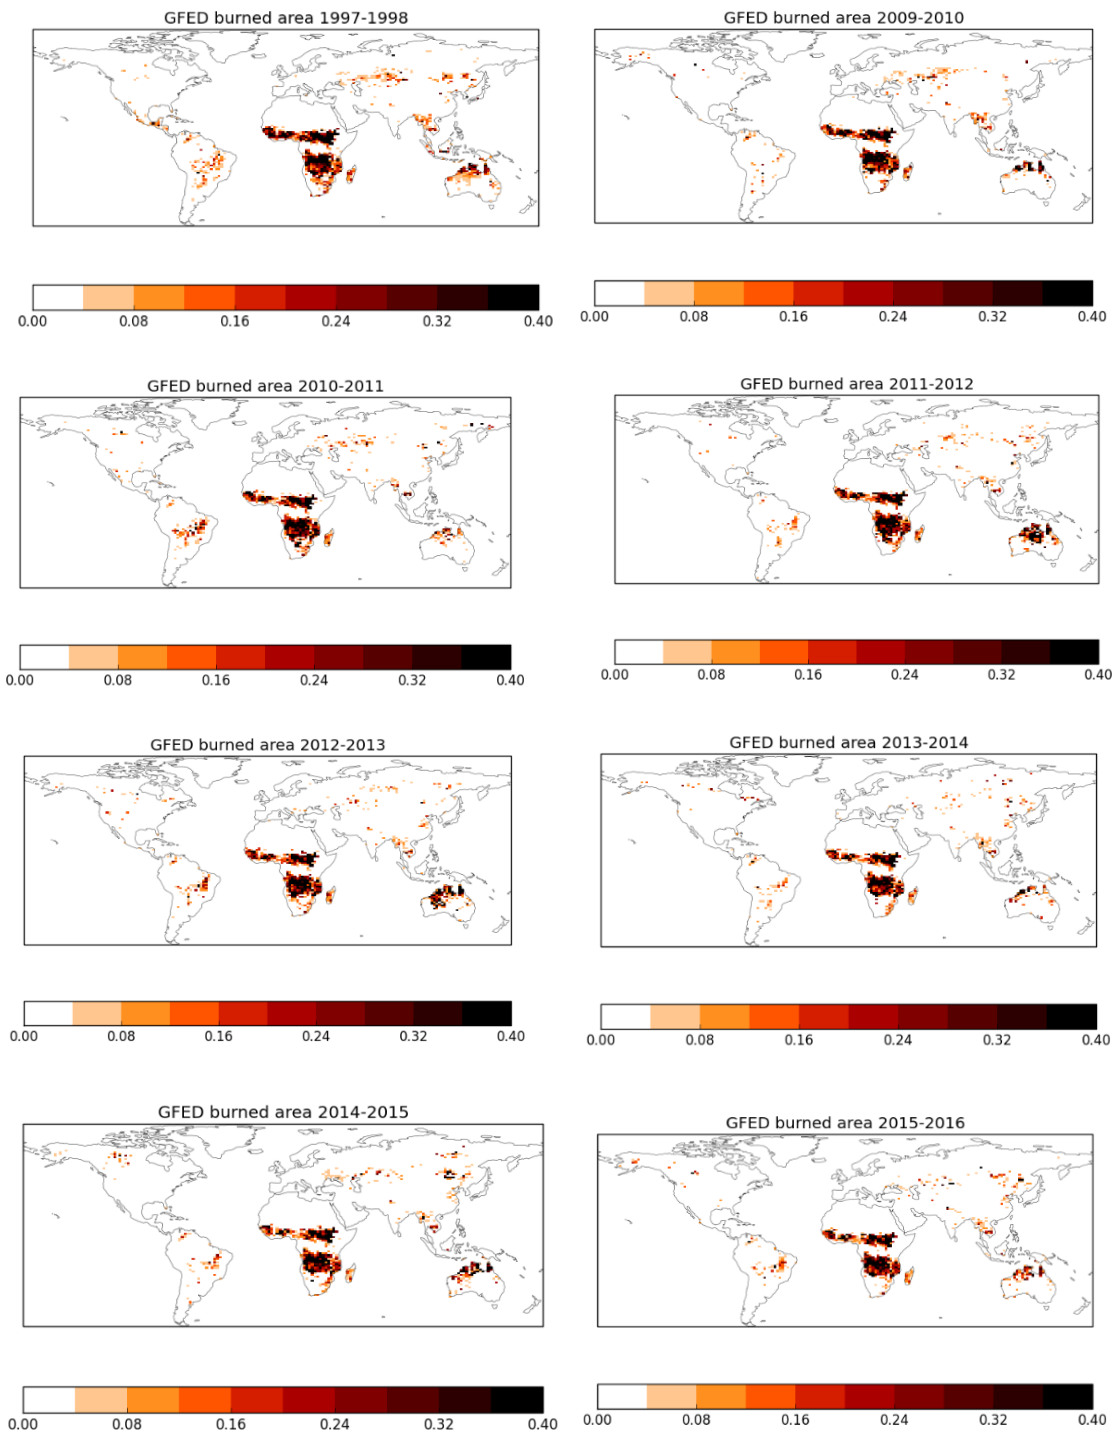 GFED burned area 1997-1998
GFED burned area 2009-2010
0.00 0.08 0.16 0.24 0.32 0.40
0.00 0.08 0.16 0.24 0.32 0.40
GFED burned area 2010-2011
GFED burned area 2011-2012
0.00 0.08 0.16 0.24 0.32 0.40
0.00 0.08 0.16 0.24 0.32 0.40
GFED burned area 2012-2013
GFED burned area 2013-2014
0.00 0.08 0.16 0.24 0.32 0.40
0.00 0.08 0.16 0.24 0.32 0.40
GFED burned area 2014-2015
GFED burned area 2015-2016
0.00 0.08 0.16 0.24 0.32 0.40
0.00 0.08 0.16 0.24 0.32 0.40